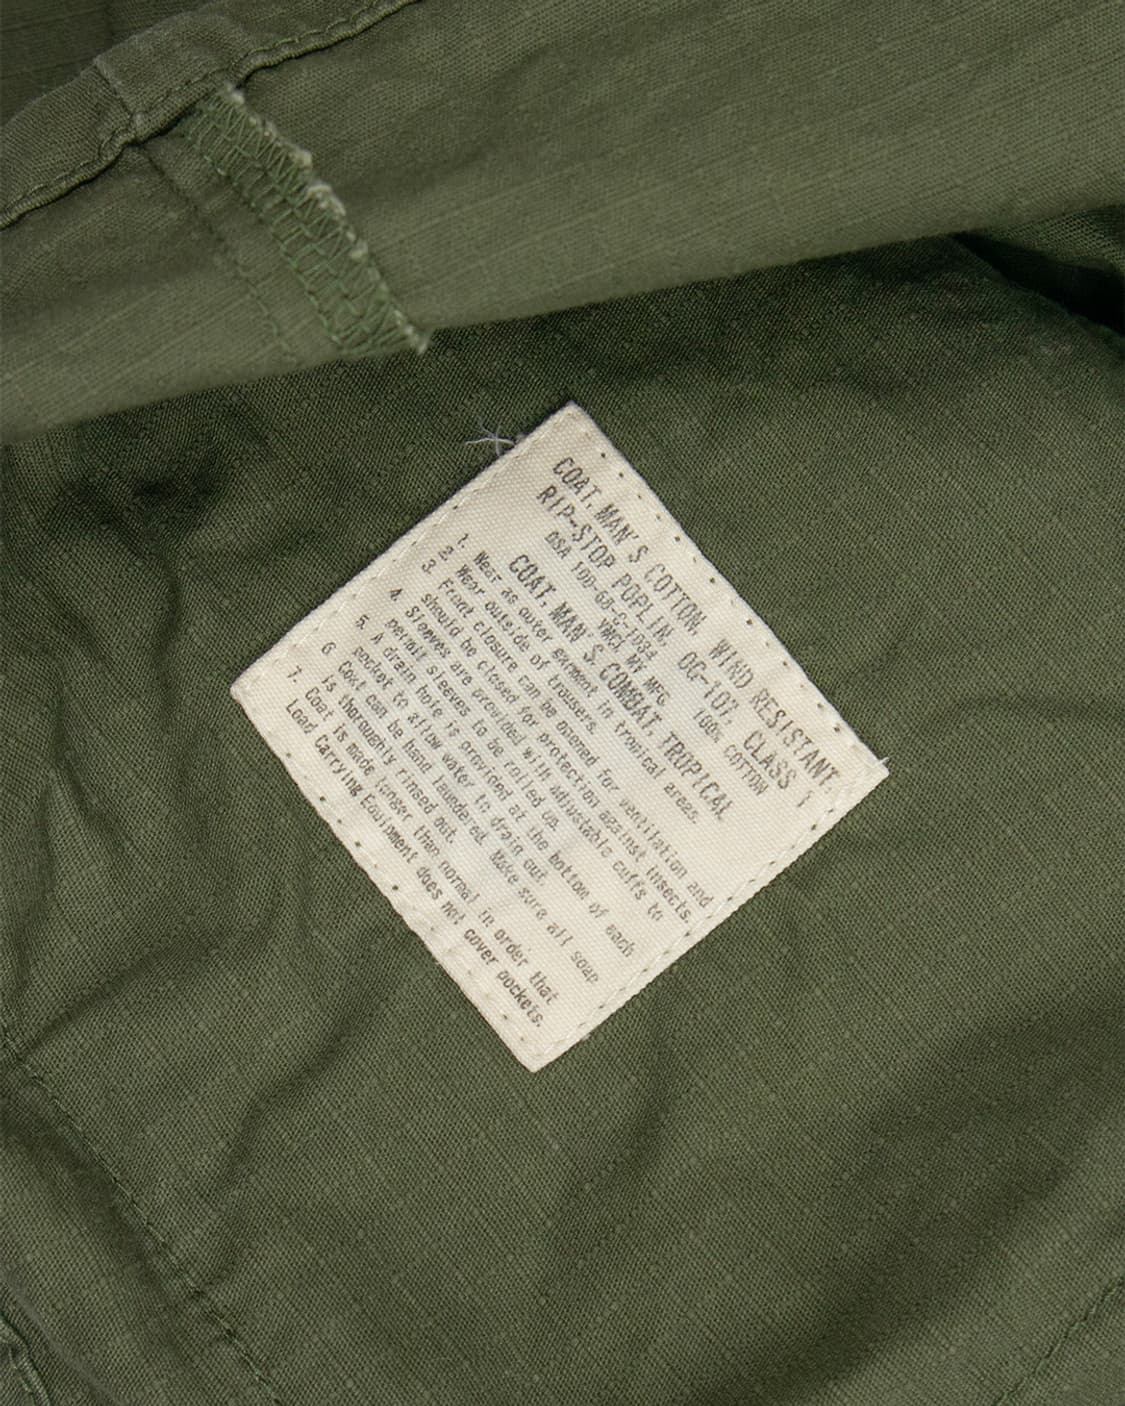 COAT, MAN'S COTTON, WIND RESISTANT,
RIP-STOP POPLIN, OG-107, CLASS 1
DSA 100-68-C-1034 100% COTTON
MFG
COAT, MAN'S, COMBAT, TROPICAL
1. Wear as outer garment in tropical areas.
2 Wear outside of trousers.
3. Front closure can be opened for ventilation and
should be closed for protection against insects.
4. Sleeves are provided with adjustable cuffs to
permit sleeves to be rolled up.
5. A drain hole is provided at the bottom of each
pocket to allow water to drain out.
6 Coat can be hand laundered. Make sure all soap
is thoroughly rinsed out.
7. Coat is made longer than normal in order that
Load Carrying Equipment does not cover pockets.